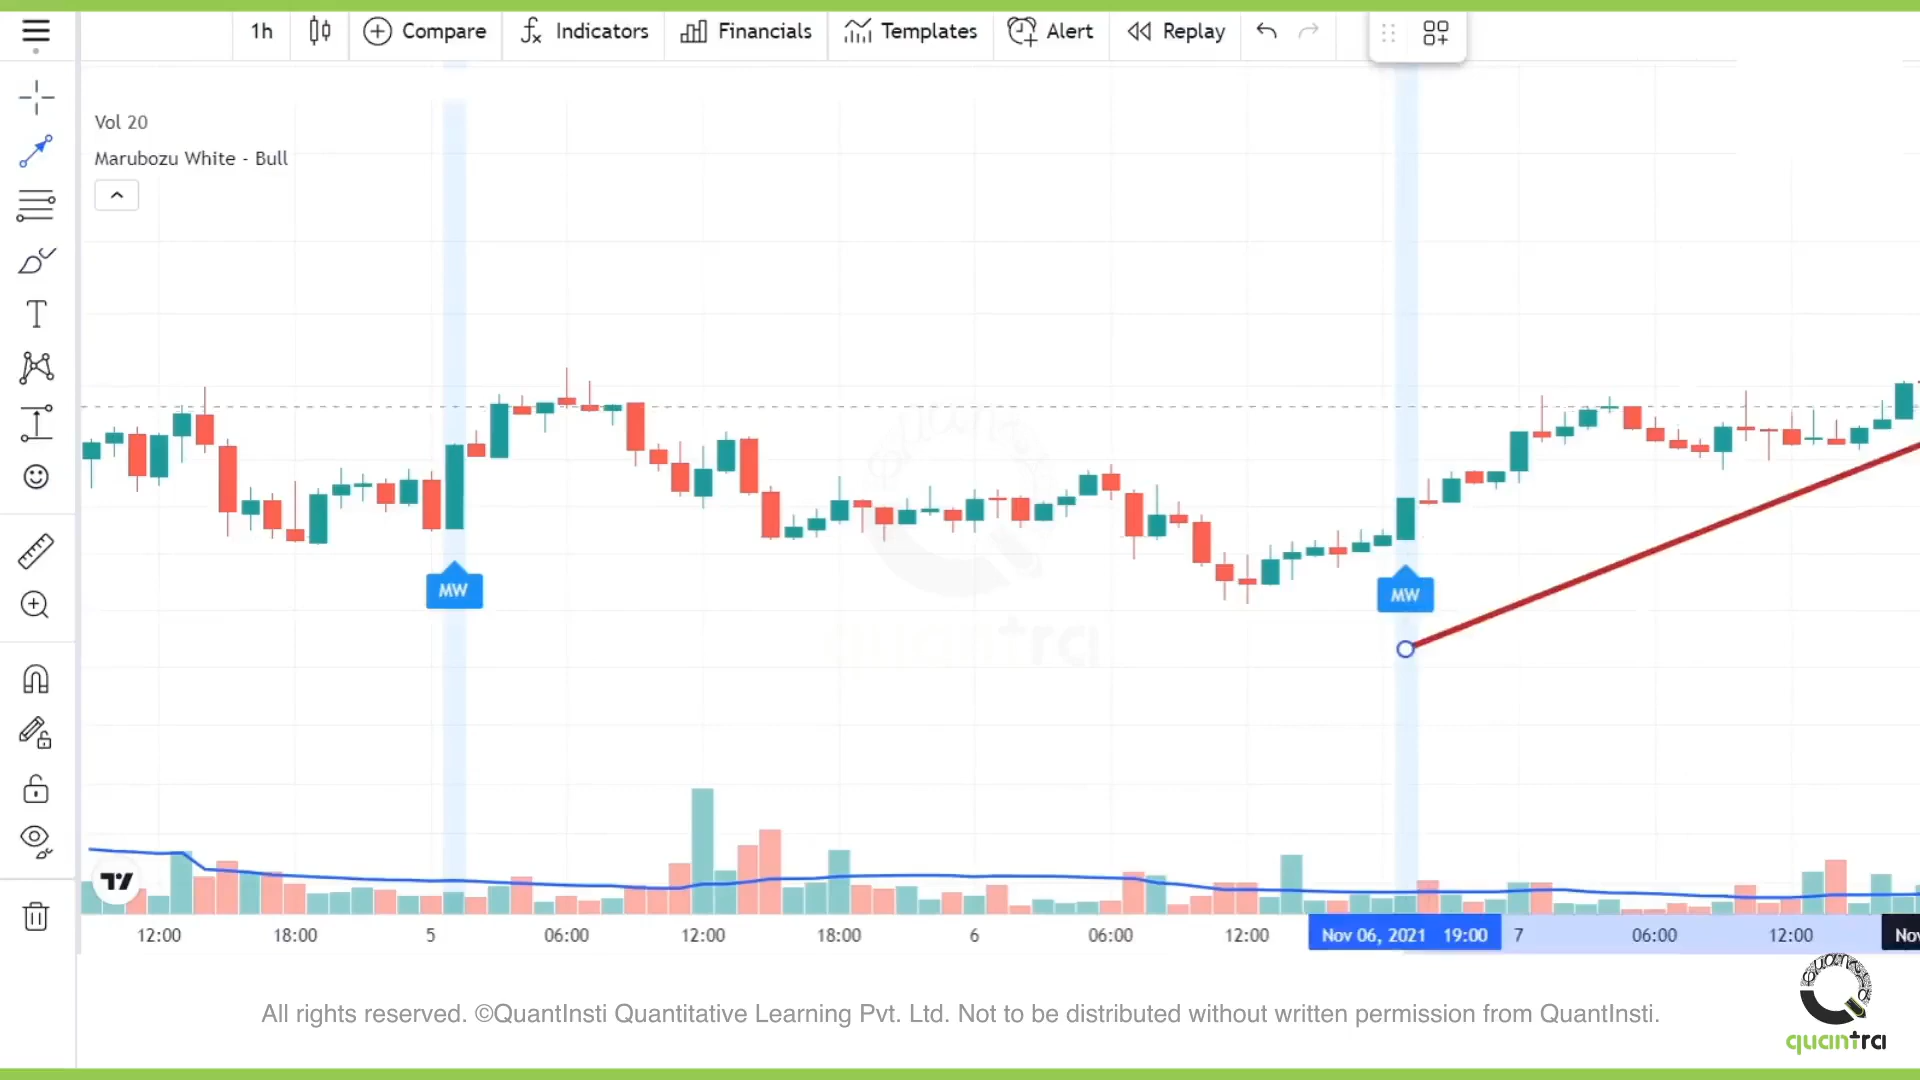 1h Compare Indicators Financials Templates Alert Replay
Vol 20
Marubozu White - Bull
MW
MW
quantra
12:00 18:00 5 06:00 12:00 18:00 6 06:00 12:00 Nov 06, 2021 19:00 7 06:00 12:00 Nov
All rights reserved. ©QuantInsti Quantitative Learning Pvt. Ltd. Not to be distributed without written permission from QuantInsti.
quantra